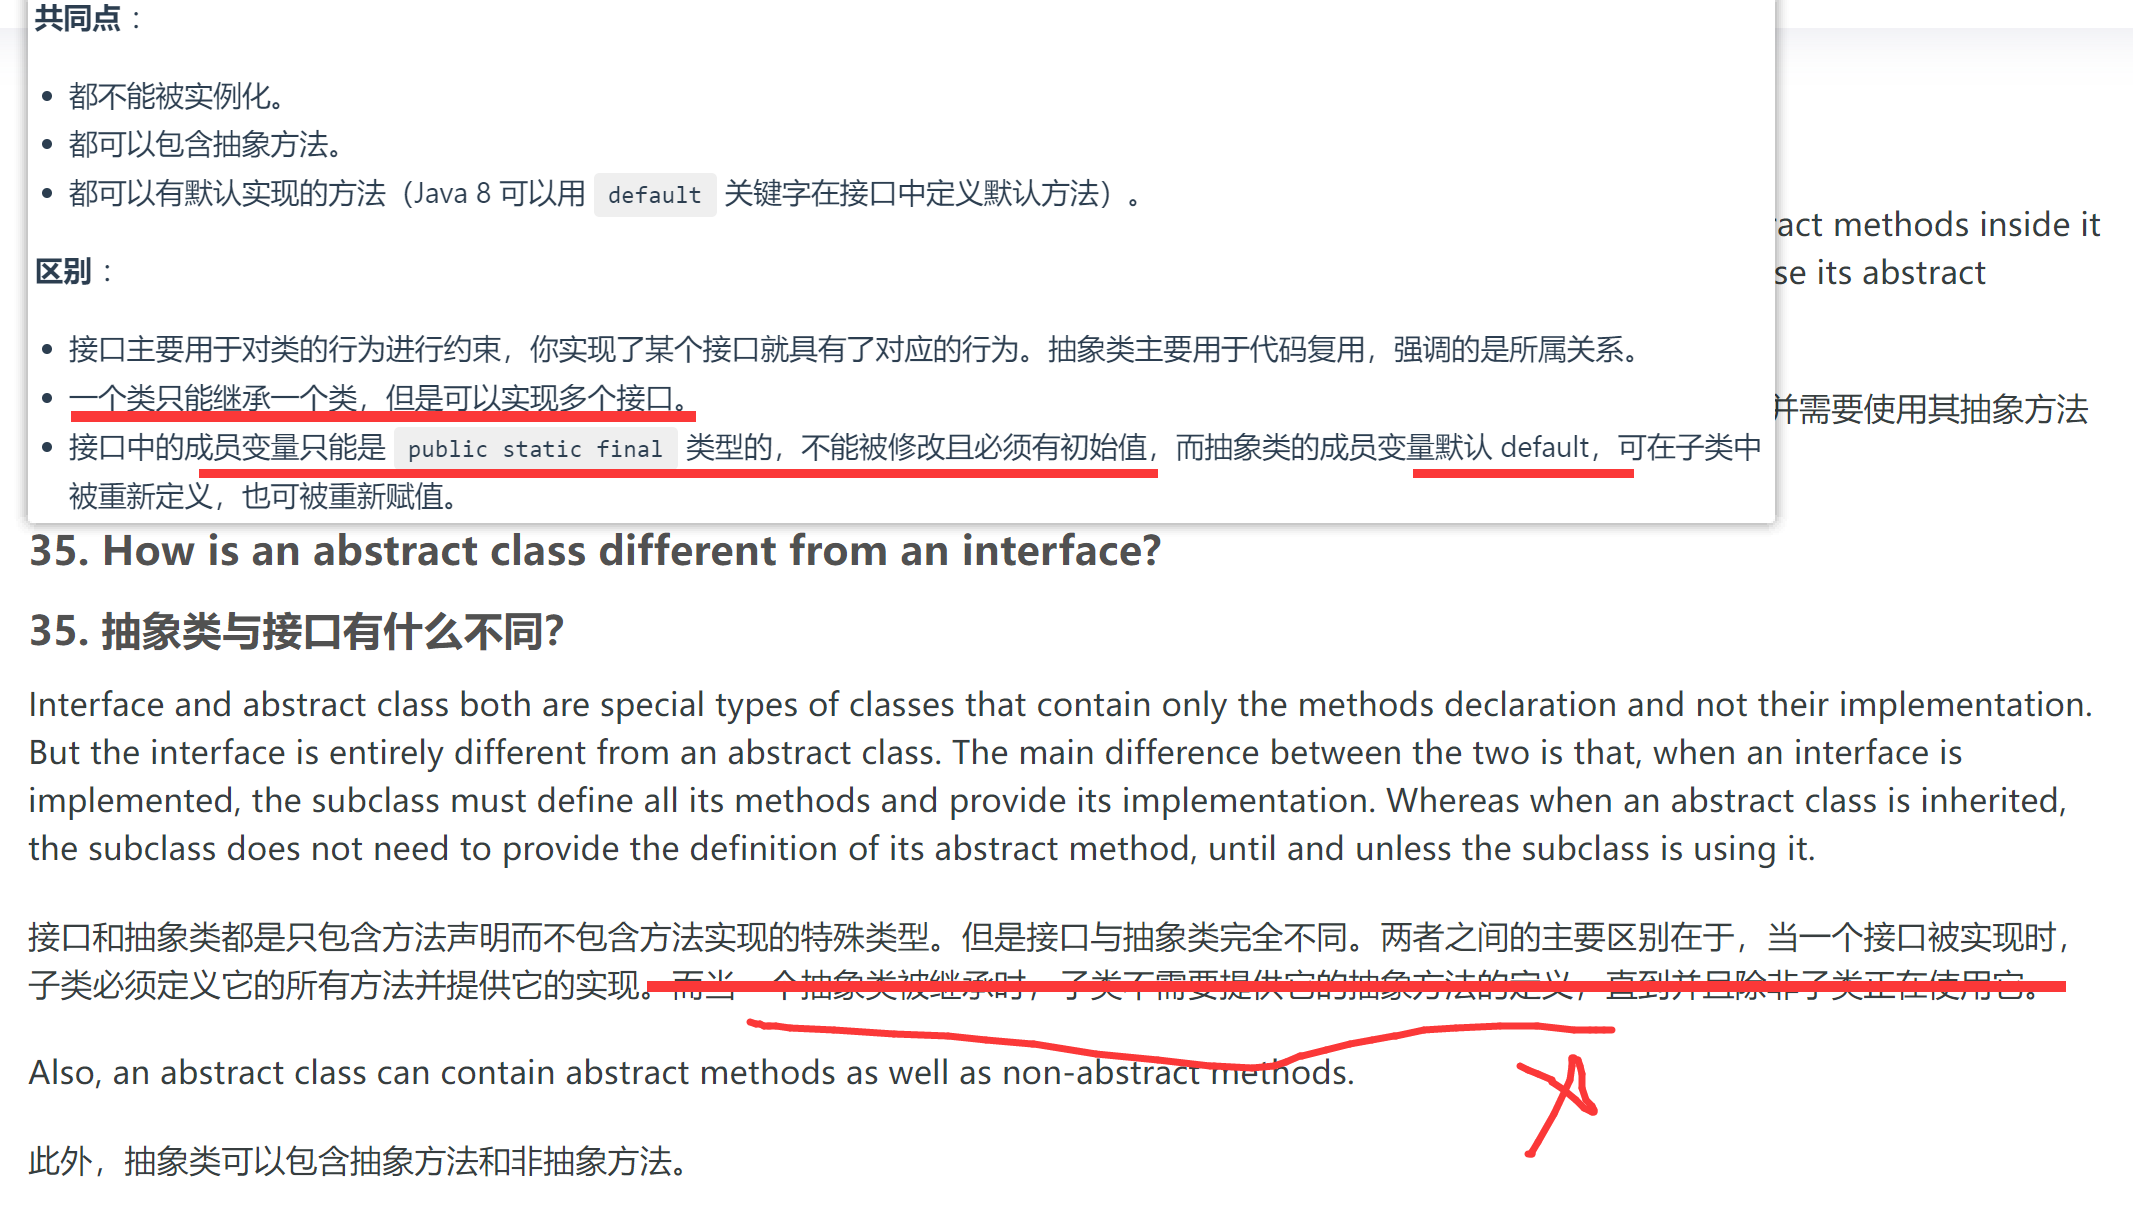 共同点：
都不能被实例化。
都可以包含抽象方法。
都可以有默认实现的方法（Java 8 可以用 default 关键字在接口中定义默认方法）。
ract methods inside it
区别：
se its abstract
接口主要用于对类的行为进行约束，你实现了某个接口就具有了对应的行为。抽象类主要用于代码复用，强调的是所属关系。
一个类只能继承一个类，但是可以实现多个接口。
并需要使用其抽象方法
接口中的成员变量只能是 public static final 类型的，不能被修改且必须有初始值，而抽象类的成员变量默认 default，可在子类中
被重新定义，也可被重新赋值。
35. How is an abstract class different from an interface?
35. 抽象类与接口有什么不同？
Interface and abstract class both are special types of classes that contain only the methods declaration and not their implementation.
But the interface is entirely different from an abstract class. The main difference between the two is that, when an interface is
implemented, the subclass must define all its methods and provide its implementation. Whereas when an abstract class is inherited,
the subclass does not need to provide the definition of its abstract method, until and unless the subclass is using it.
接口和抽象类都是只包含方法声明而不包含方法实现的特殊类型。但是接口与抽象类完全不同。两者之间的主要区别在于，当一个接口被实现时，
子类必须定义它的所有方法并提供它的实现。而当一个抽象类被继承时，子类不需要提供它的抽象方法的定义，直到并且除非子类正在使用它。
Also, an abstract class can contain abstract methods as well as non-abstract methods.
此外，抽象类可以包含抽象方法和非抽象方法。